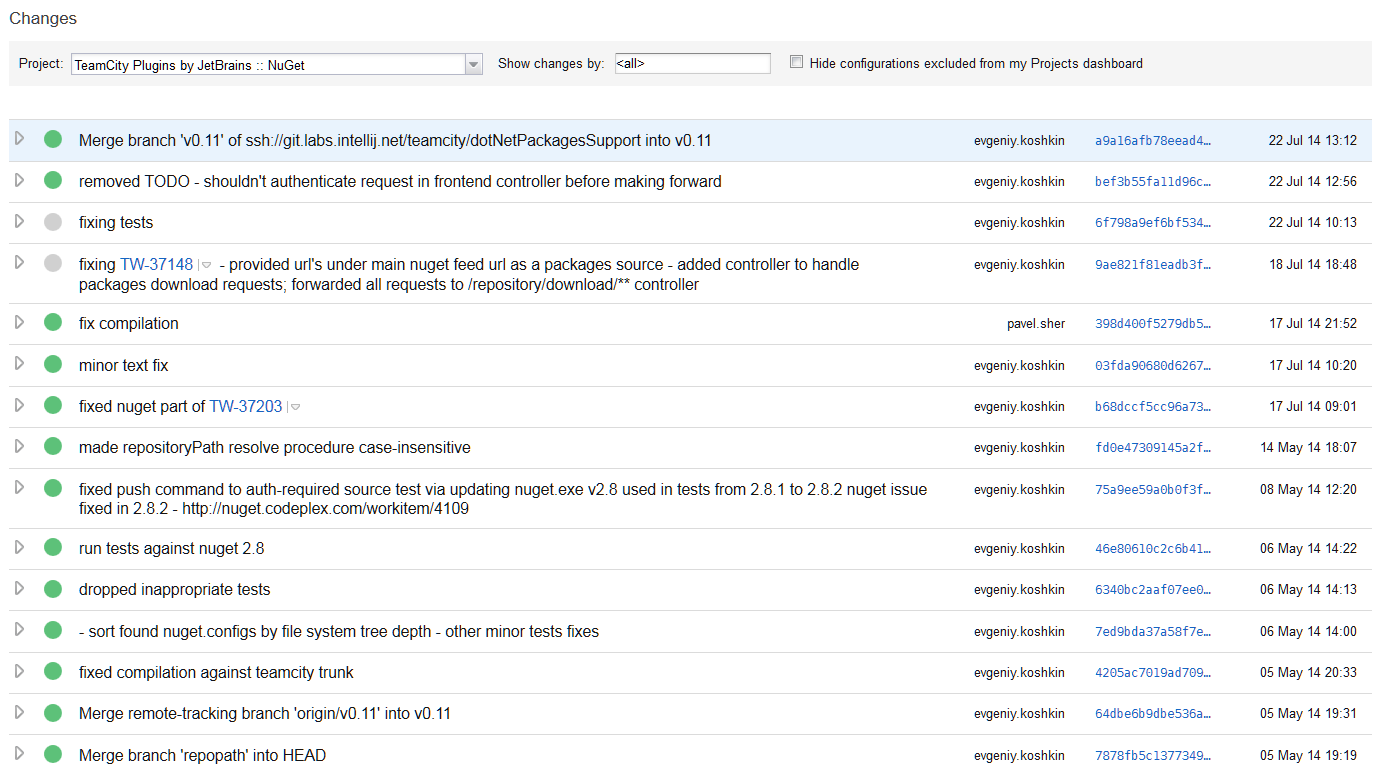 Changes
Project: TeamCity Plugins by JetBrains :: NuGet Show changes by: <all> Hide configurations excluded from my Projects dashboard
Merge branch 'v0.11' of ssh://git.labs.intellij.net/teamcity/dotNetPackagesSupport into v0.11 evgeniy.koshkin a9a16afb78eead4… 22 Jul 14 13:12
removed TODO - shouldn't authenticate request in frontend controller before making forward evgeniy.koshkin bef3b55fa11d96c… 22 Jul 14 12:56
fixing tests evgeniy.koshkin 6f798a9ef6bf534… 22 Jul 14 10:13
fixing TW-37148 - provided url's under main nuget feed url as a packages source - added controller to handle evgeniy.koshkin 9ae821f81eadb3f… 18 Jul 14 18:48
packages download requests; forwarded all requests to /repository/download/** controller
fix compilation pavel.sher 398d400f5279db5… 17 Jul 14 21:52
minor text fix evgeniy.koshkin 03fda90680d6267… 17 Jul 14 10:20
fixed nuget part of TW-37203 evgeniy.koshkin b68dccf5cc96a73… 17 Jul 14 09:01
made repositoryPath resolve procedure case-insensitive evgeniy.koshkin fd0e47309145a2f… 14 May 14 18:07
fixed push command to auth-required source test via updating nuget.exe v2.8 used in tests from 2.8.1 to 2.8.2 nuget issue evgeniy.koshkin 75a9ee59a0b0f3f… 08 May 14 12:20
fixed in 2.8.2 - http://nuget.codeplex.com/workitem/4109
run tests against nuget 2.8 evgeniy.koshkin 46e80610c2c6b41… 06 May 14 14:22
dropped inappropriate tests evgeniy.koshkin 6340bc2aaf07ee0… 06 May 14 14:13
- sort found nuget.configs by file system tree depth - other minor tests fixes evgeniy.koshkin 7ed9bda37a58f7e… 06 May 14 14:00
fixed compilation against teamcity trunk evgeniy.koshkin 4205ac7019ad709… 05 May 14 20:33
Merge remote-tracking branch 'origin/v0.11' into v0.11 evgeniy.koshkin 64dbe6b9dbe536a… 05 May 14 19:31
Merge branch 'repopath' into HEAD evgeniy.koshkin 7878fb5c1377349… 05 May 14 19:19